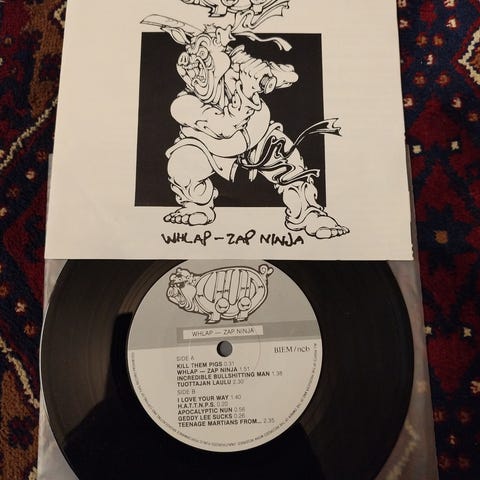 WHLAP – ZAP NINJA
WHLAP — ZAP NINJA
BIEM/ncb
SIDE A
KILL THEM PIGS 0.31
WHLAP — ZAP NINJA 1.51
INCREDIBLE BULLSHITTING MAN 1.38
TUOTTAJAN LAULU 2.30
SIDE B
I LOVE YOUR WAY 1.40
H.A.T.T.N.P.S. 0.20
APOCALYPTIC NUN 0.56
GEDDY LEE SUCKS 0.26
TEENAGE MARTIANS FROM... 2.35